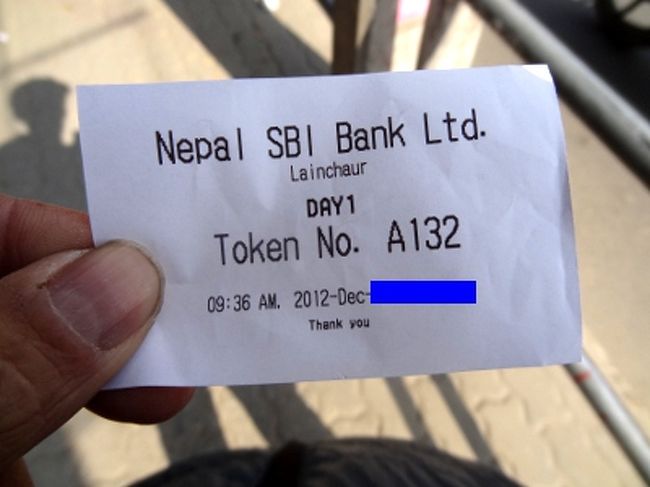 Nepal SBI Bank Ltd.
Lainchaur
DAY1
Token No. A132
09:36 AM. 2012-Dec-
Thank you